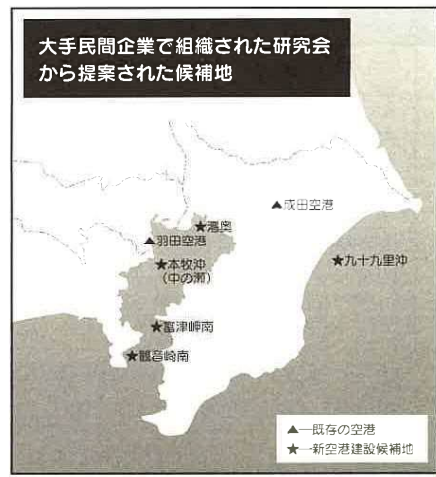 大手民間企業で組織された研究会
から提案された候補地
▲成田空港
★湾奥
▲羽田空港
★本牧沖
(中の瀬)
★九十九里沖
★富津岬南
★観音崎南
▲―既存の空港
★―新空港建設候補地